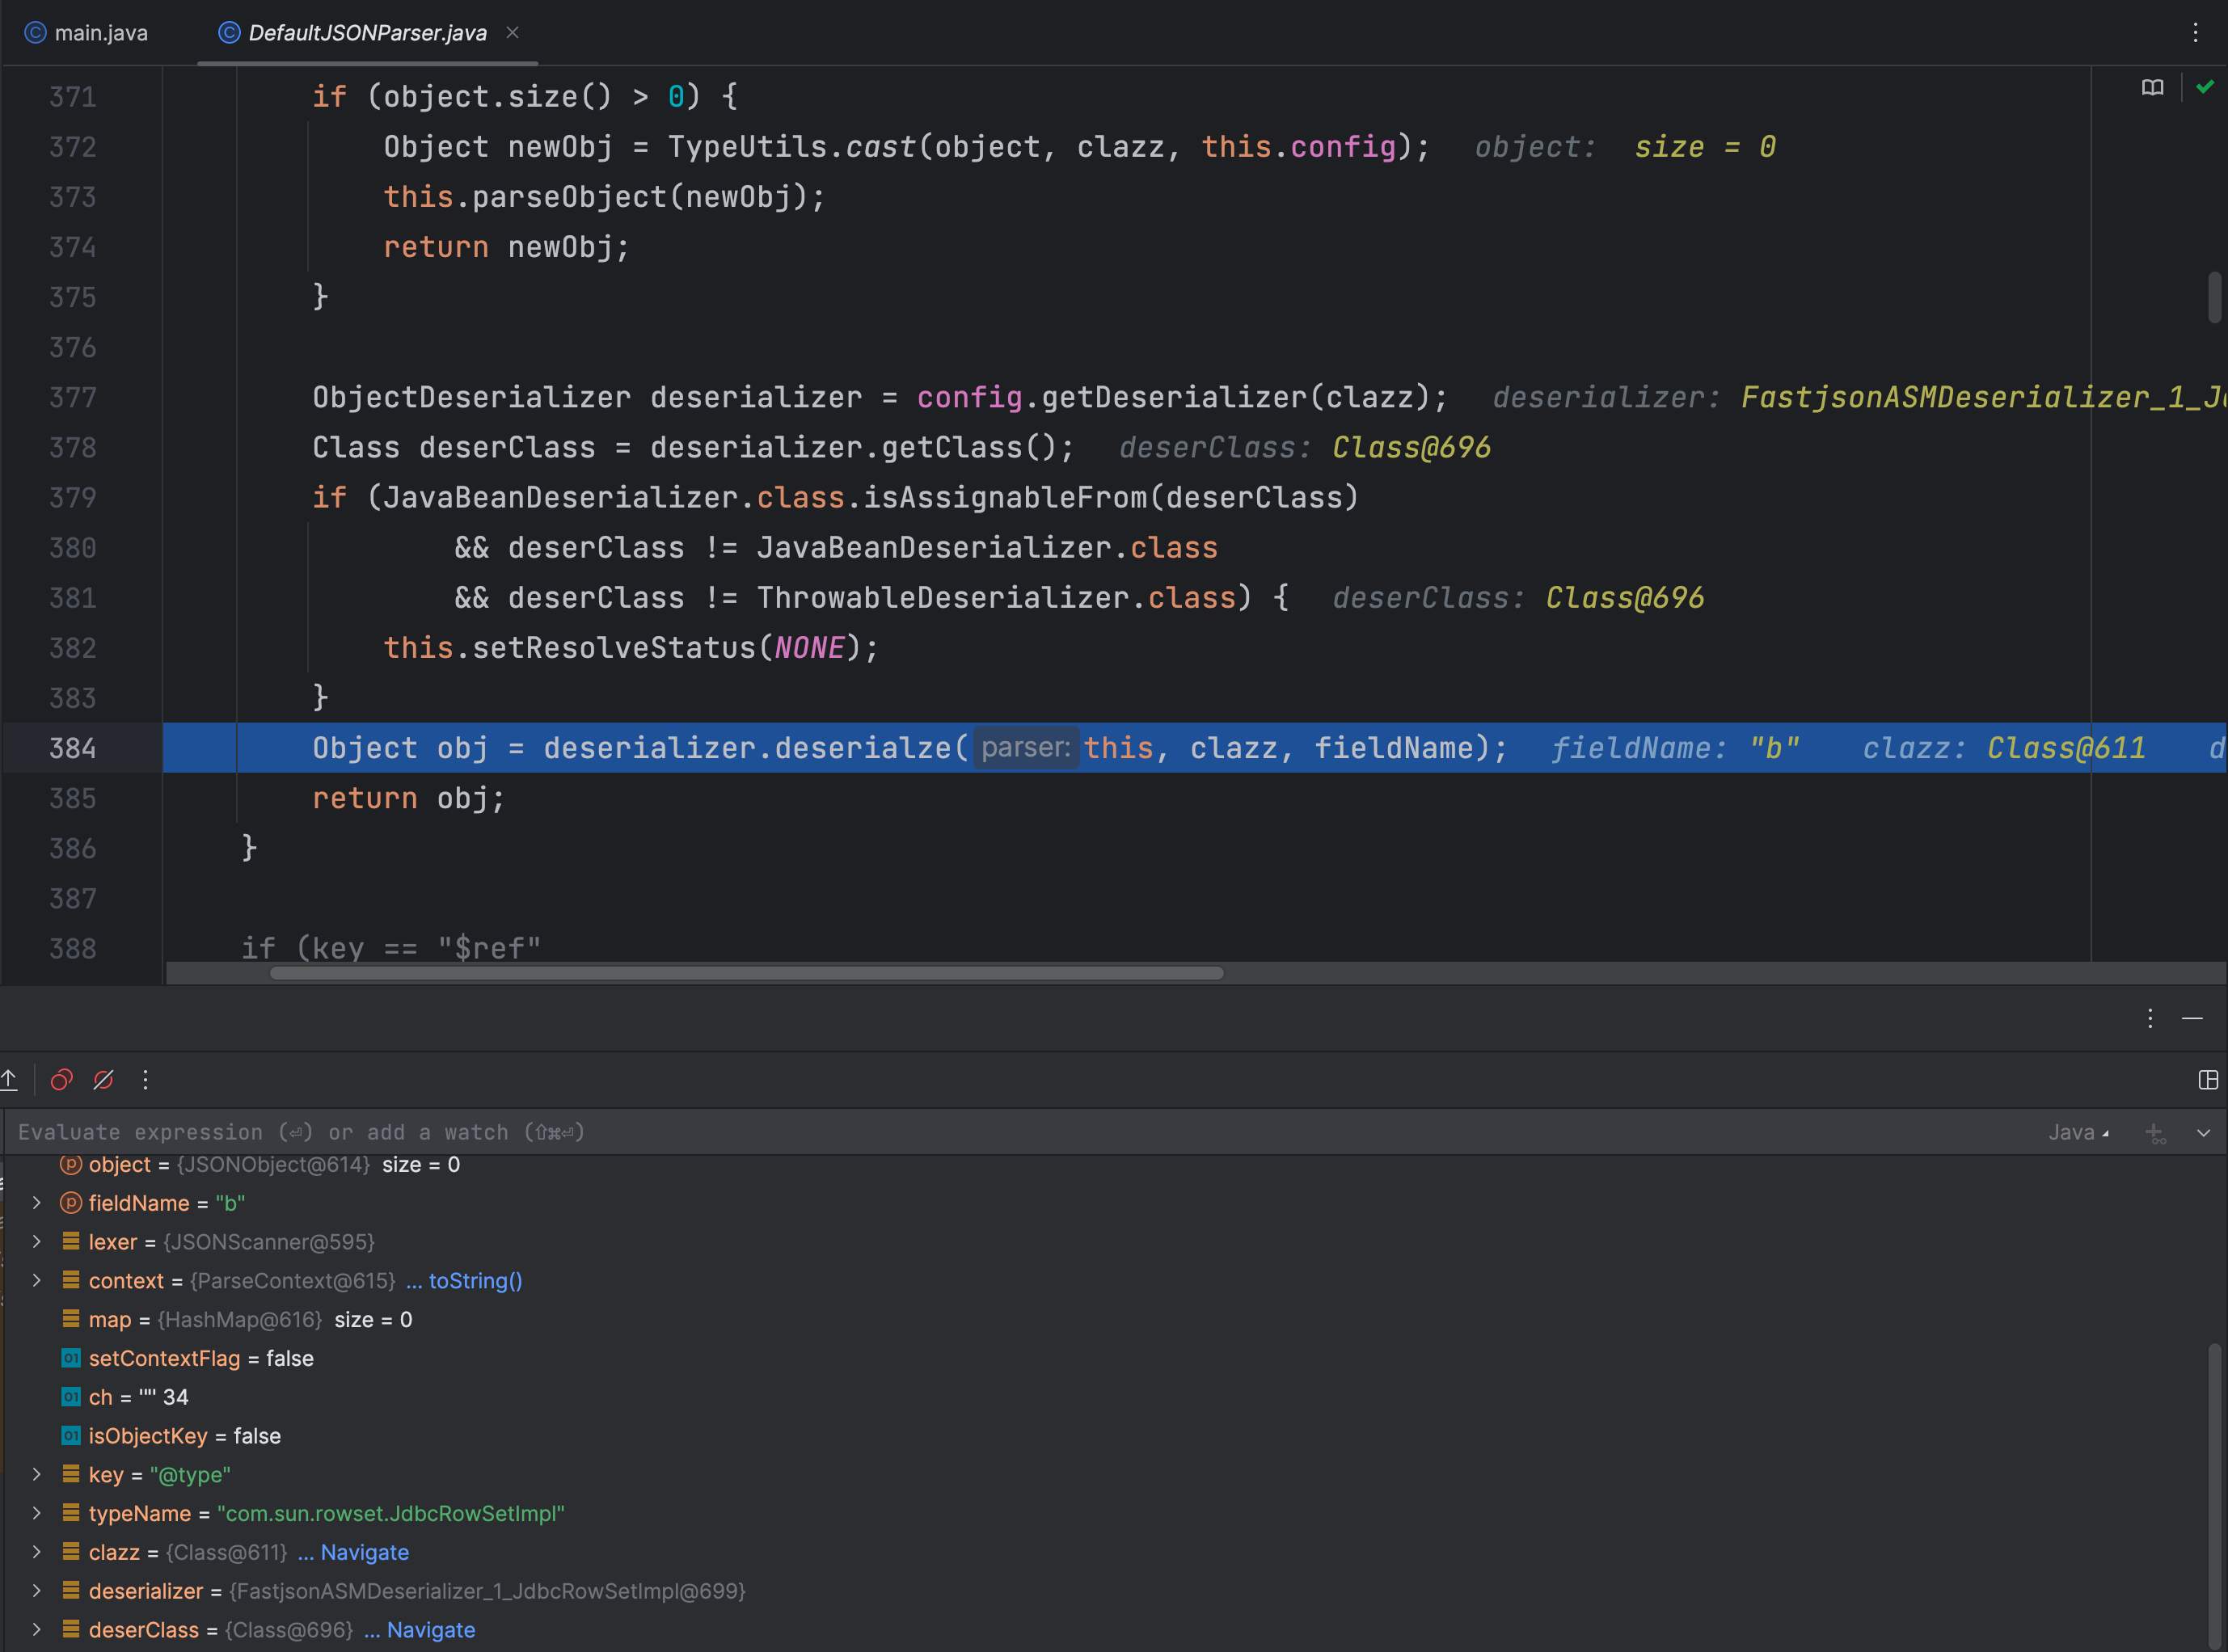 main.java
DefaultJSONParser.java
371 if (object.size() > 0) {
372 Object newObj = TypeUtils.cast(object, clazz, this.config); object: size = 0
373 this.parseObject(newObj);
374 return newObj;
375 }
376
377 ObjectDeserializer deserializer = config.getDeserializer(clazz); deserializer: FastjsonASMDeserializer_1_J
378 Class deserClass = deserializer.getClass(); deserClass: Class@696
379 if (JavaBeanDeserializer.class.isAssignableFrom(deserClass)
380 && deserClass != JavaBeanDeserializer.class
381 && deserClass != ThrowableDeserializer.class) { deserClass: Class@696
382 this.setResolveStatus(NONE);
383 }
384 Object obj = deserializer.deserialze( parser: this, clazz, fieldName); fieldName: "b" clazz: Class@611 d
385 return obj;
386 }
387
388 if (key == "$ref"
Evaluate expression (⏎) or add a watch (⇧⌘⏎)
Java
object = {JSONObject@614} size = 0
fieldName = "b"
lexer = {JSONScanner@595}
context = {ParseContext@615} ... toString()
map = {HashMap@616} size = 0
setContextFlag = false
ch = '"' 34
isObjectKey = false
key = "@type"
typeName = "com.sun.rowset.JdbcRowSetImpl"
clazz = {Class@611} ... Navigate
deserializer = {FastjsonASMDeserializer_1_JdbcRowSetImpl@699}
deserClass = {Class@696} ... Navigate